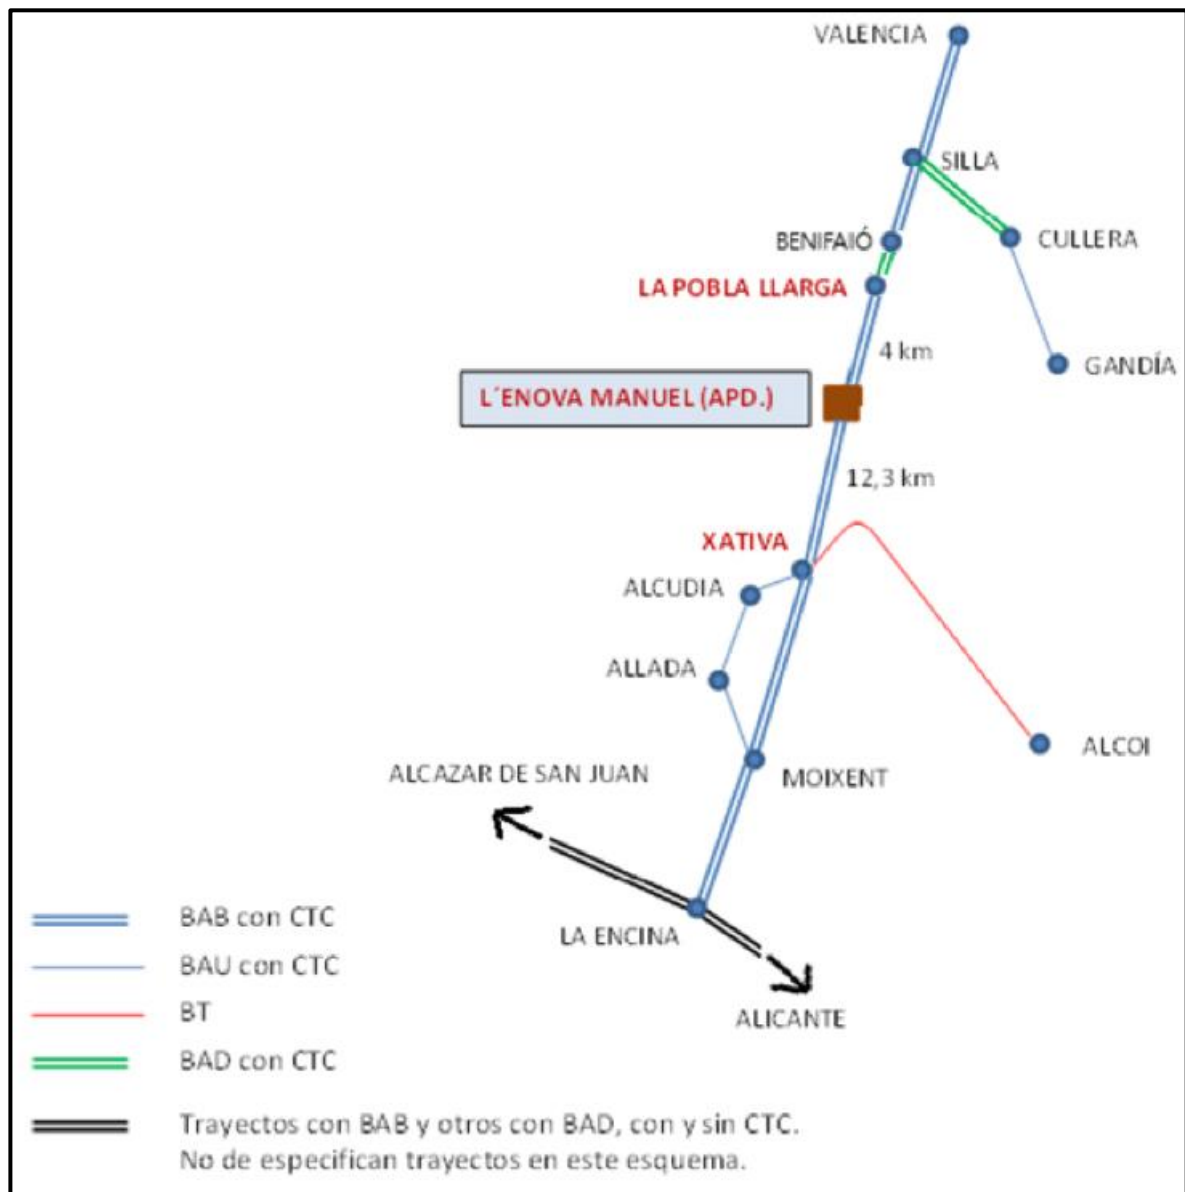 VALENCIA
SILLA
BENIFAIÓ
CULLERA
LA POBLA LLARGA
4 km
GANDÍA
L´ENOVA MANUEL (APD.)
12,3 km
XATIVA
ALCUDIA
ALLADA
ALCOI
ALCAZAR DE SAN JUAN
MOIXENT
BAB con CTC
LA ENCINA
BAU con CTC
BT
ALICANTE
BAD con CTC
Trayectos con BAB y otros con BAD, con y sin CTC.
No de especifican trayectos en este esquema.